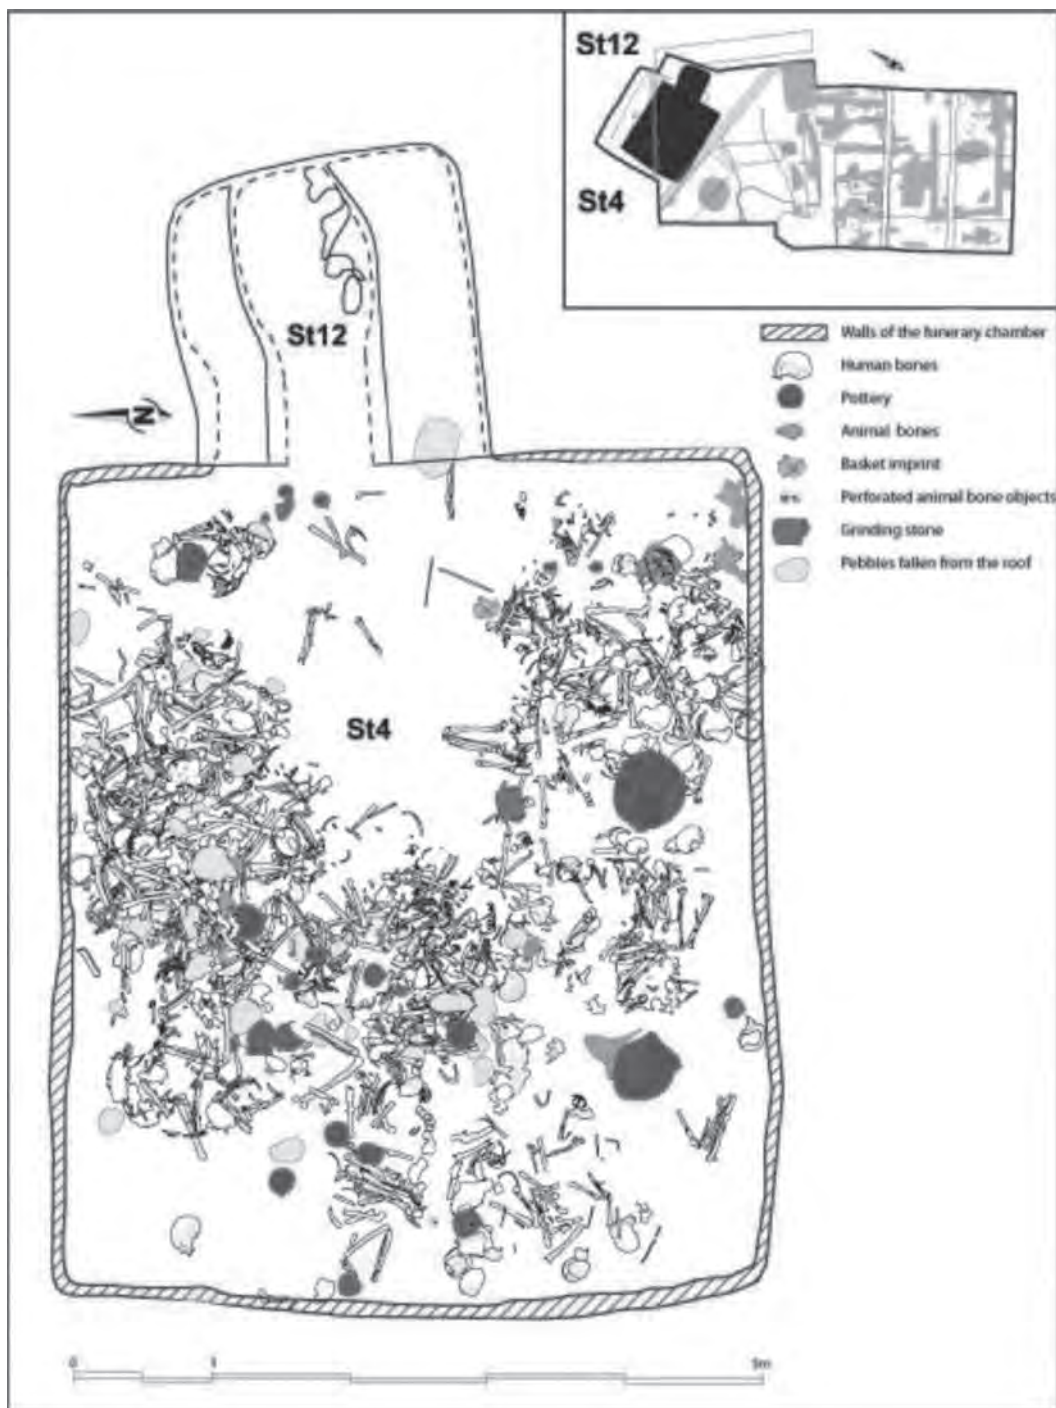 St12
St4
Walls of the funerary chamber
Human bones
Pottery
Animal bones
Basket imprint
Perforated animal bone objects
Grinding stone
Pebbles fallen from the roof
St12
N
St4
0 1 5m